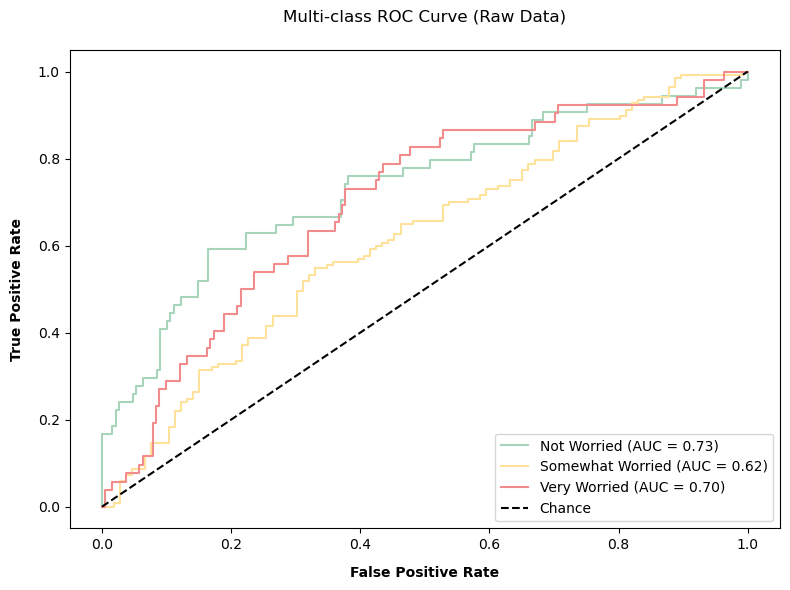 Multi-class ROC Curve (Raw Data)
True Positive Rate
1.0
0.8
0.6
0.4
0.2
0.0
0.0 0.2 0.4 0.6 0.8 1.0
False Positive Rate
Not Worried (AUC = 0.73)
Somewhat Worried (AUC = 0.62)
Very Worried (AUC = 0.70)
Chance